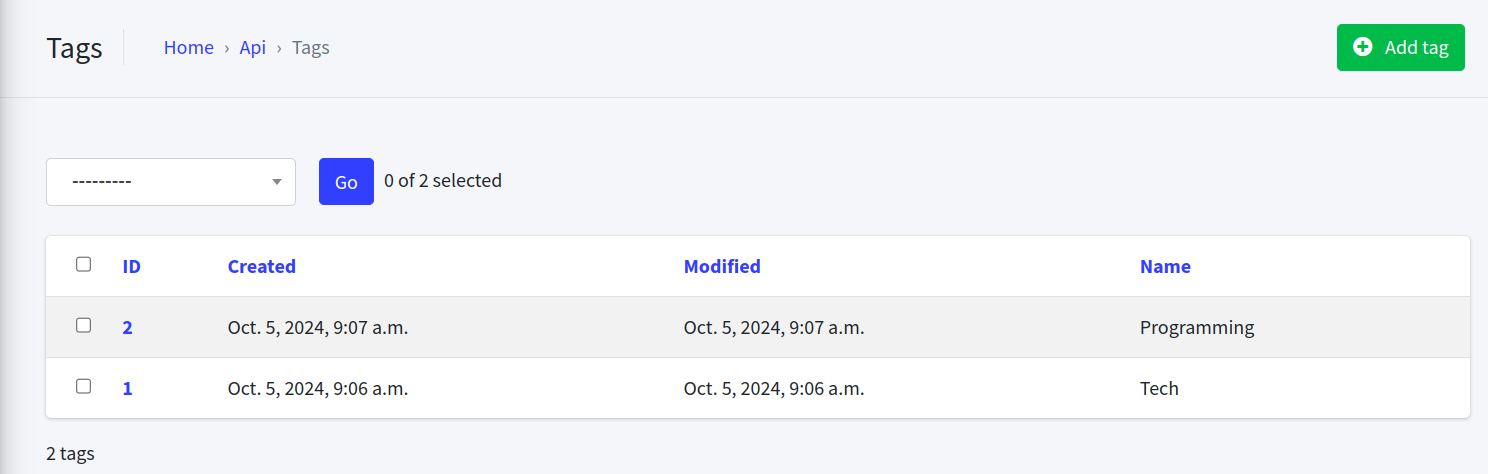 Tags Home › Api › Tags Add tag
--------- Go 0 of 2 selected
ID Created Modified Name
2 Oct. 5, 2024, 9:07 a.m. Oct. 5, 2024, 9:07 a.m. Programming
1 Oct. 5, 2024, 9:06 a.m. Oct. 5, 2024, 9:06 a.m. Tech
2 tags